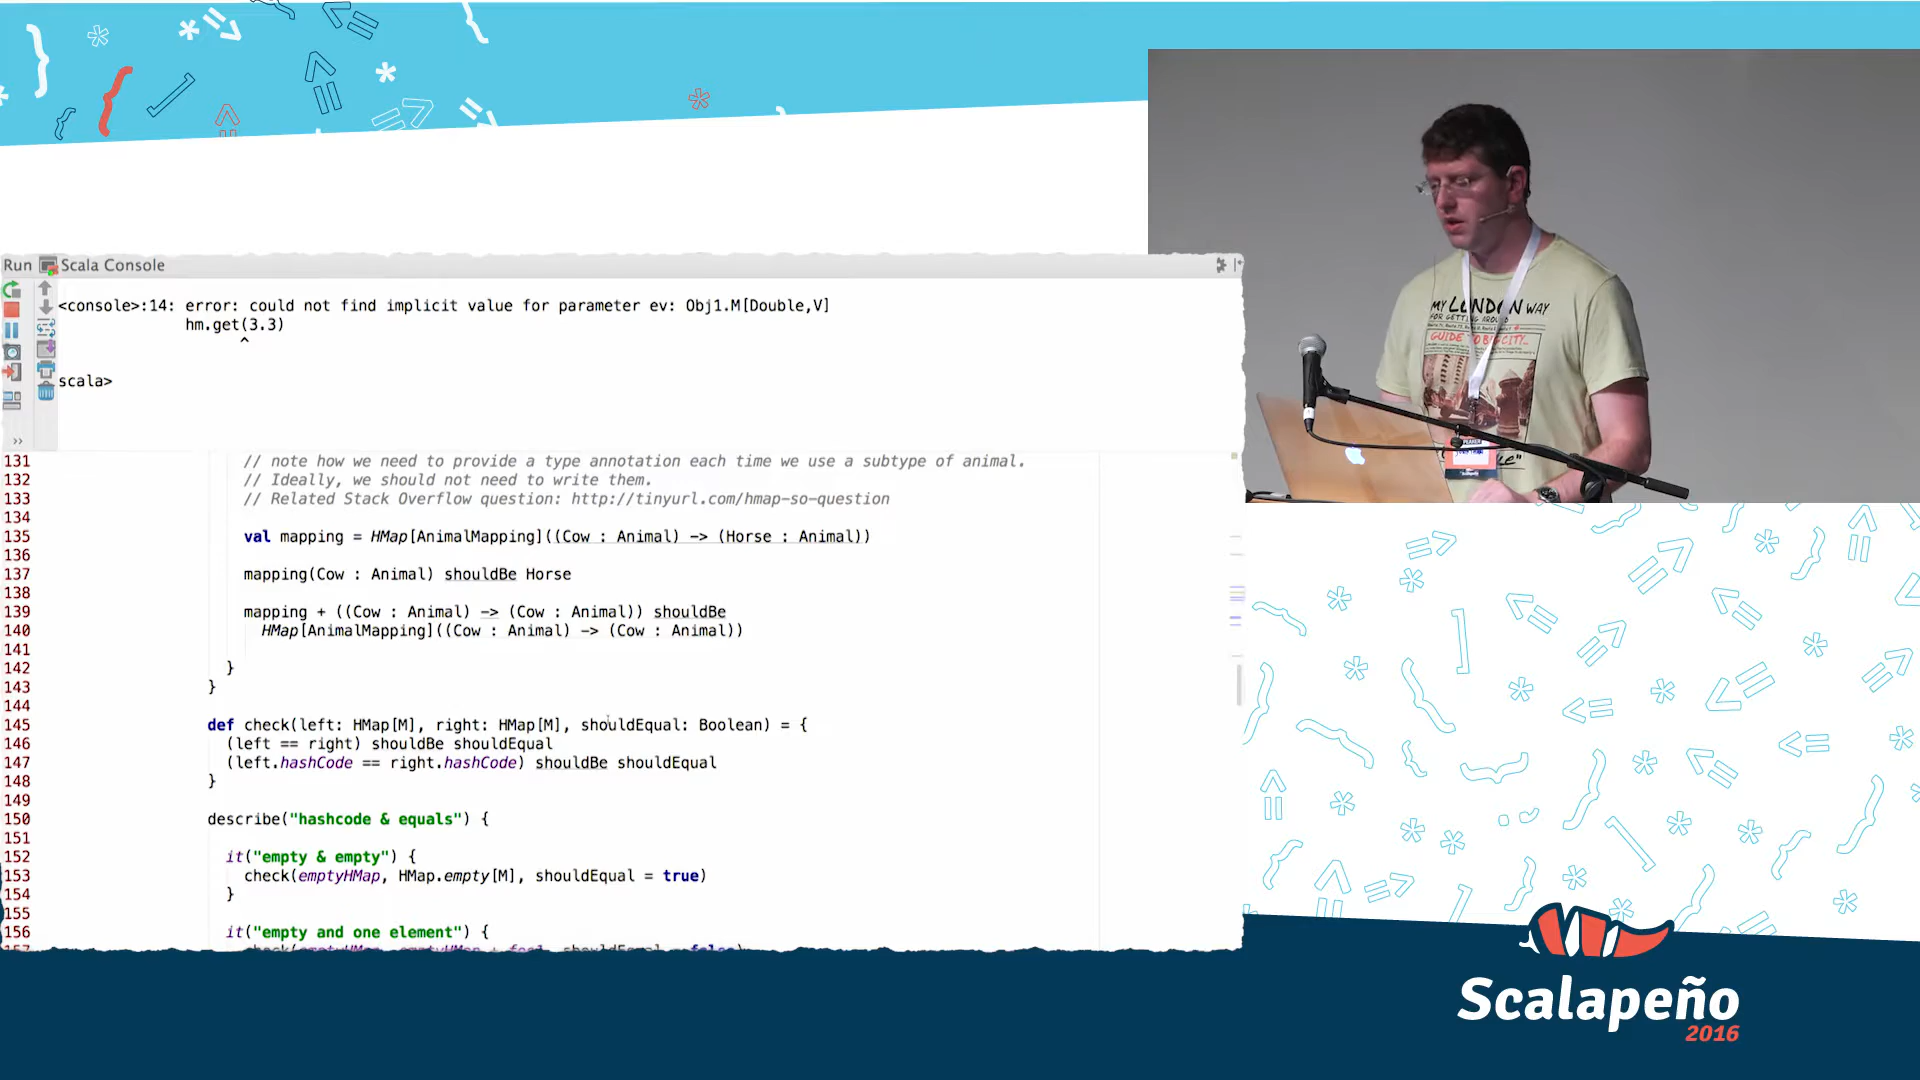 Run Scala Console
<console>:14: error: could not find implicit value for parameter ev: Obj1.M[Double,V]
hm.get(3.3)
^
scala>
131 // note how we need to provide a type annotation each time we use a subtype of animal.
132 // Ideally, we should not need to write them.
133 // Related Stack Overflow question: http://tinyurl.com/hmap-so-question
134
135 val mapping = HMap[AnimalMapping]((Cow : Animal) -> (Horse : Animal))
136
137 mapping(Cow : Animal) shouldBe Horse
138
139 mapping + ((Cow : Animal) -> (Cow : Animal)) shouldBe
140 HMap[AnimalMapping]((Cow : Animal) -> (Cow : Animal))
141
142 }
143 }
144
145 def check(left: HMap[M], right: HMap[M], shouldEqual: Boolean) = {
146 (left == right) shouldBe shouldEqual
147 (left.hashCode == right.hashCode) shouldBe shouldEqual
148 }
149
150 describe("hashcode & equals") {
151
152 it("empty & empty") {
153 check(emptyHMap, HMap.empty[M], shouldEqual = true)
154 }
155
156 it("empty and one element") {
MY LONDON WAY
FOR GETTING AROUND
GUIDE TO BIG CITY
Scalapeño
2016